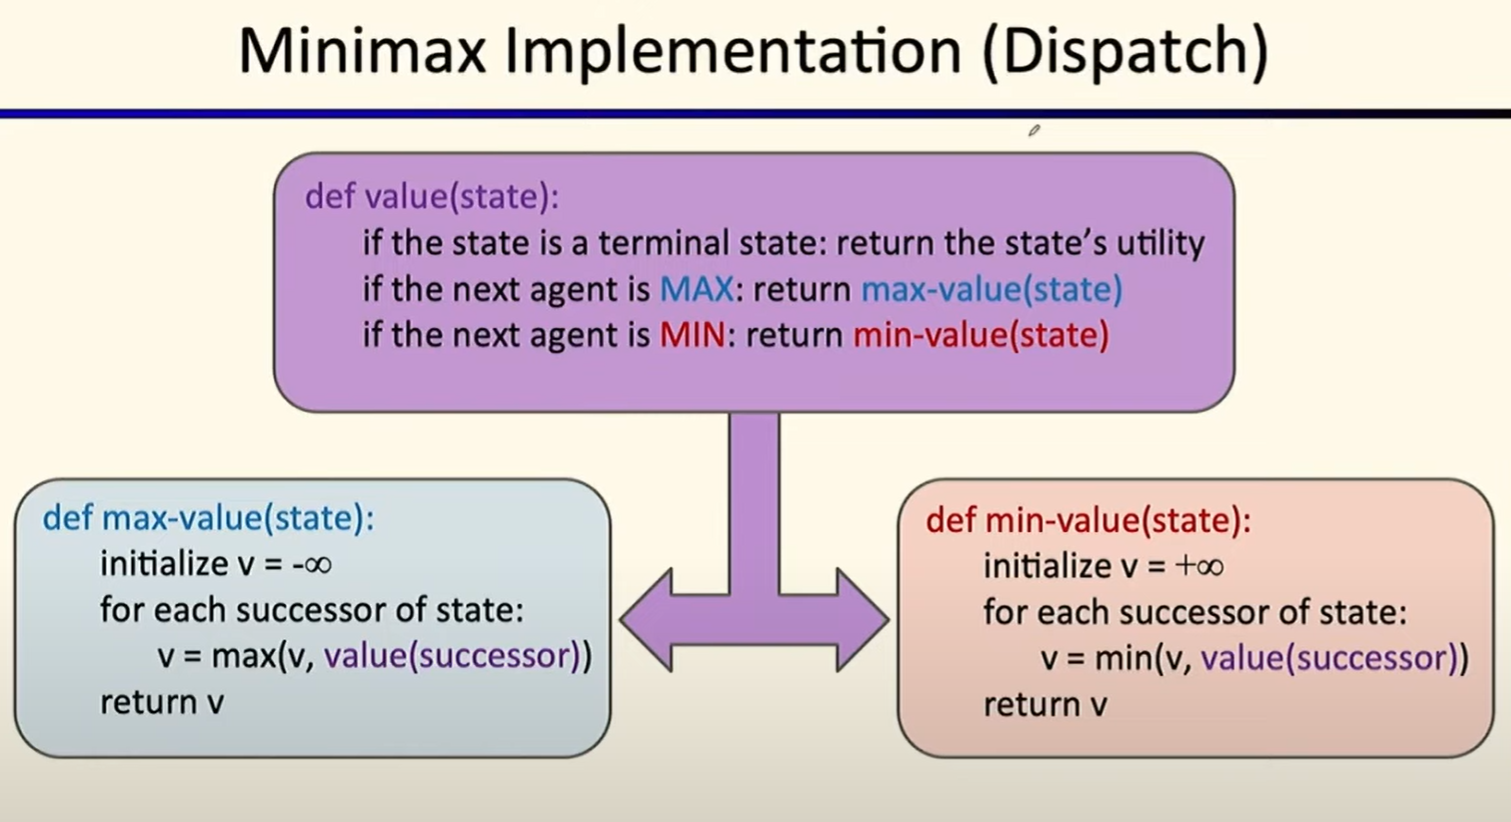 Minimax Implementation (Dispatch)
def value(state):
if the state is a terminal state: return the state’s utility
if the next agent is MAX: return max-value(state)
if the next agent is MIN: return min-value(state)
def max-value(state):
initialize v = -∞
for each successor of state:
v = max(v, value(successor))
return v
def min-value(state):
initialize v = +∞
for each successor of state:
v = min(v, value(successor))
return v